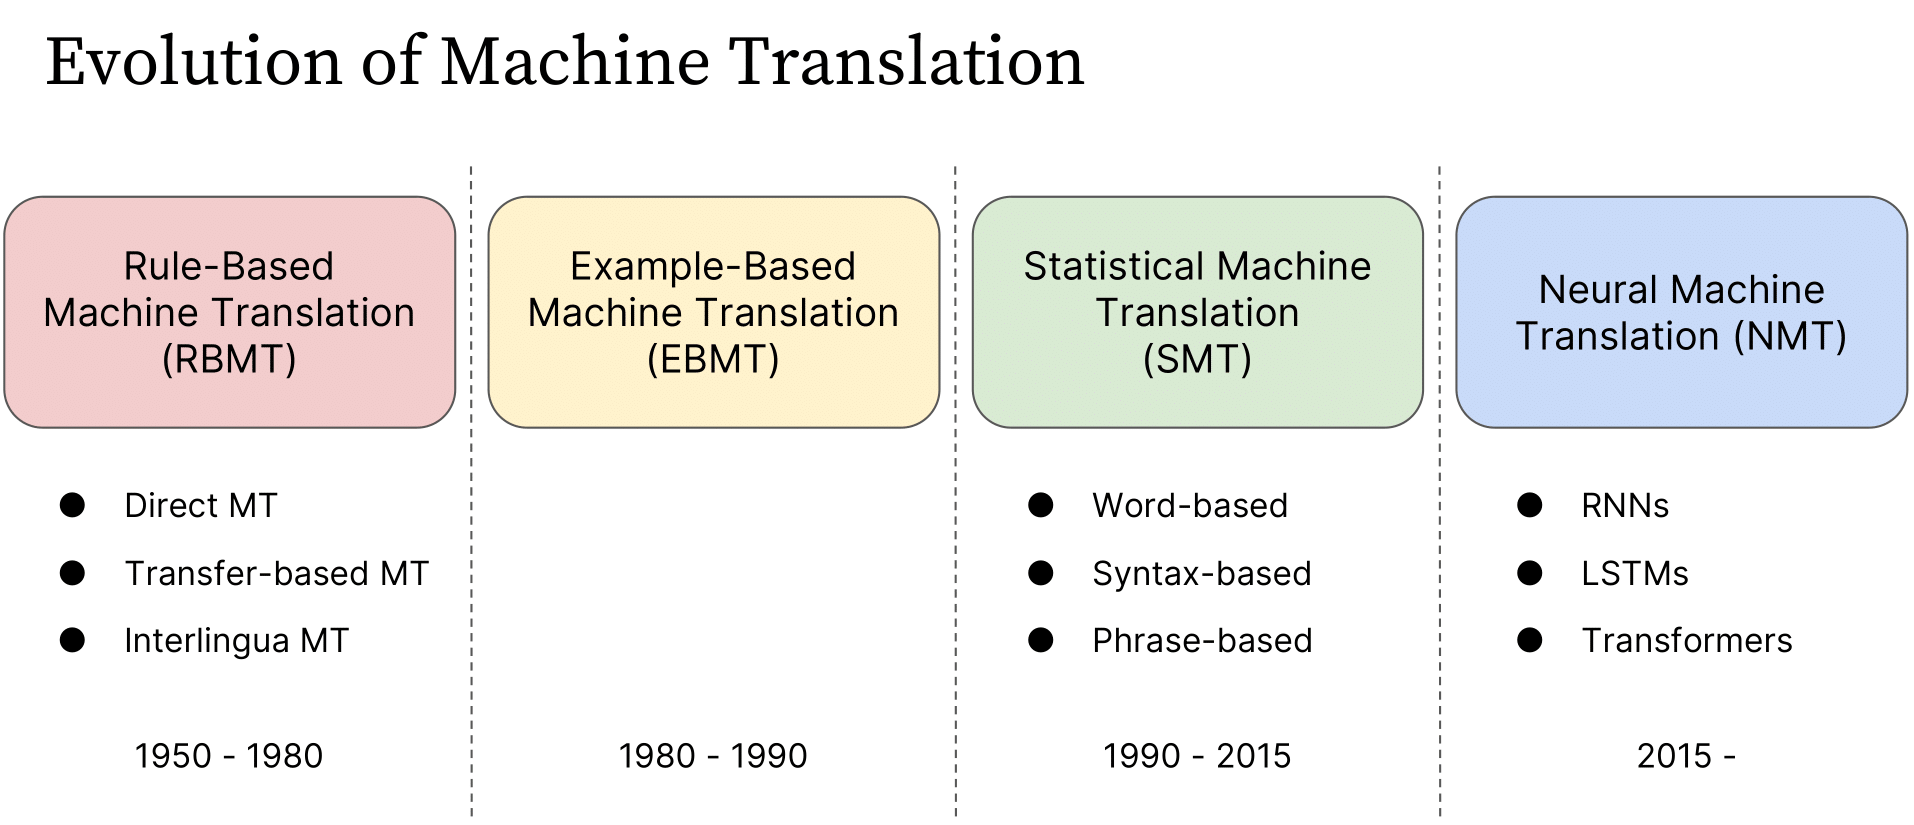 Evolution of Machine Translation
Rule-Based
Machine Translation
(RBMT)
Example-Based
Machine Translation
(EBMT)
Statistical Machine
Translation
(SMT)
Neural Machine
Translation (NMT)
● Direct MT
● Transfer-based MT
● Interlingua MT
● Word-based
● Syntax-based
● Phrase-based
● RNNs
● LSTMs
● Transformers
1950 - 1980
1980 - 1990
1990 - 2015
2015 -